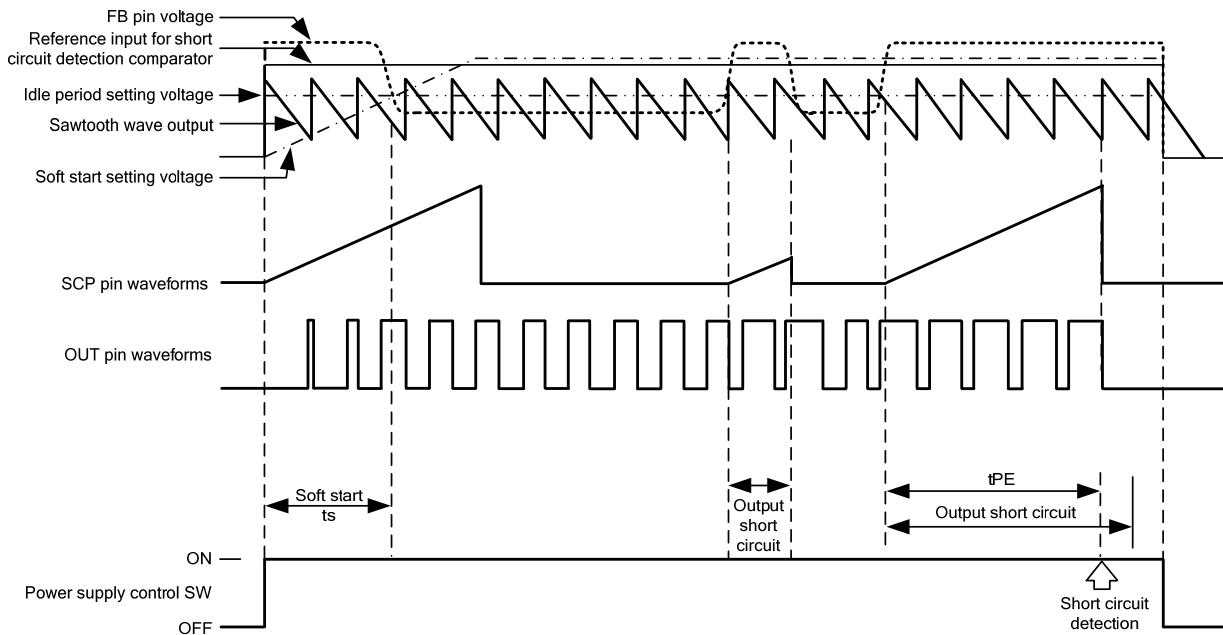 FB pin voltage
Reference input for short
circuit detection comparator
Idle period setting voltage
Sawtooth wave output
Soft start setting voltage
SCP pin waveforms
OUT pin waveforms
Soft start
ts
Output
short
circuit
tPE
Output short circuit
ON
Power supply control SW
OFF
Short circuit
detection